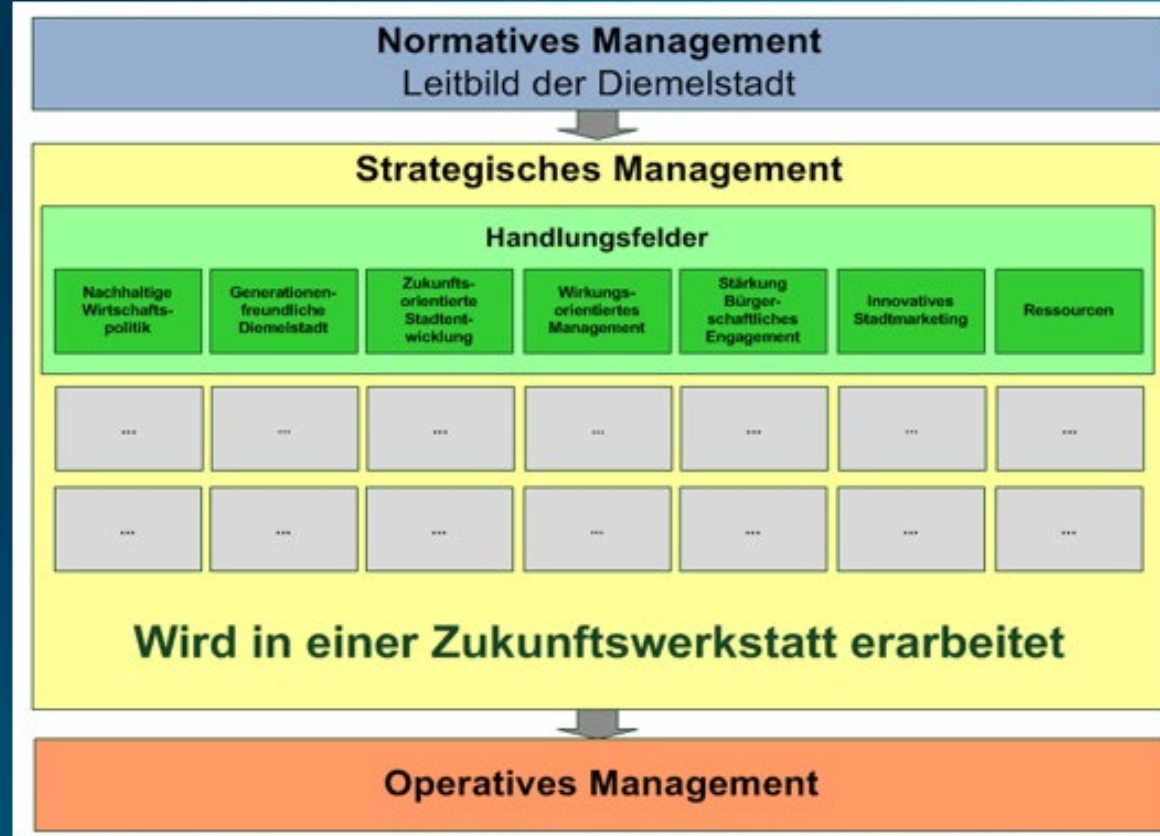 Normatives Management
Leitbild der Diemelstadt
Strategisches Management
Handlungsfelder
Nachhaltige
Wirtschafts-
politik
Generationen-
freundliche
Diemelstadt
Zukunfts-
orientierte
Stadtent-
wicklung
Wirkungs-
orientiertes
Management
Stärkung
Bürger-
schaftliches
Engagement
Innovatives
Stadtmarketing
Ressourcen
... ... ... ... ... ... ...
... ... ... ... ... ... ...
Wird in einer Zukunftswerkstatt erarbeitet
Operatives Management